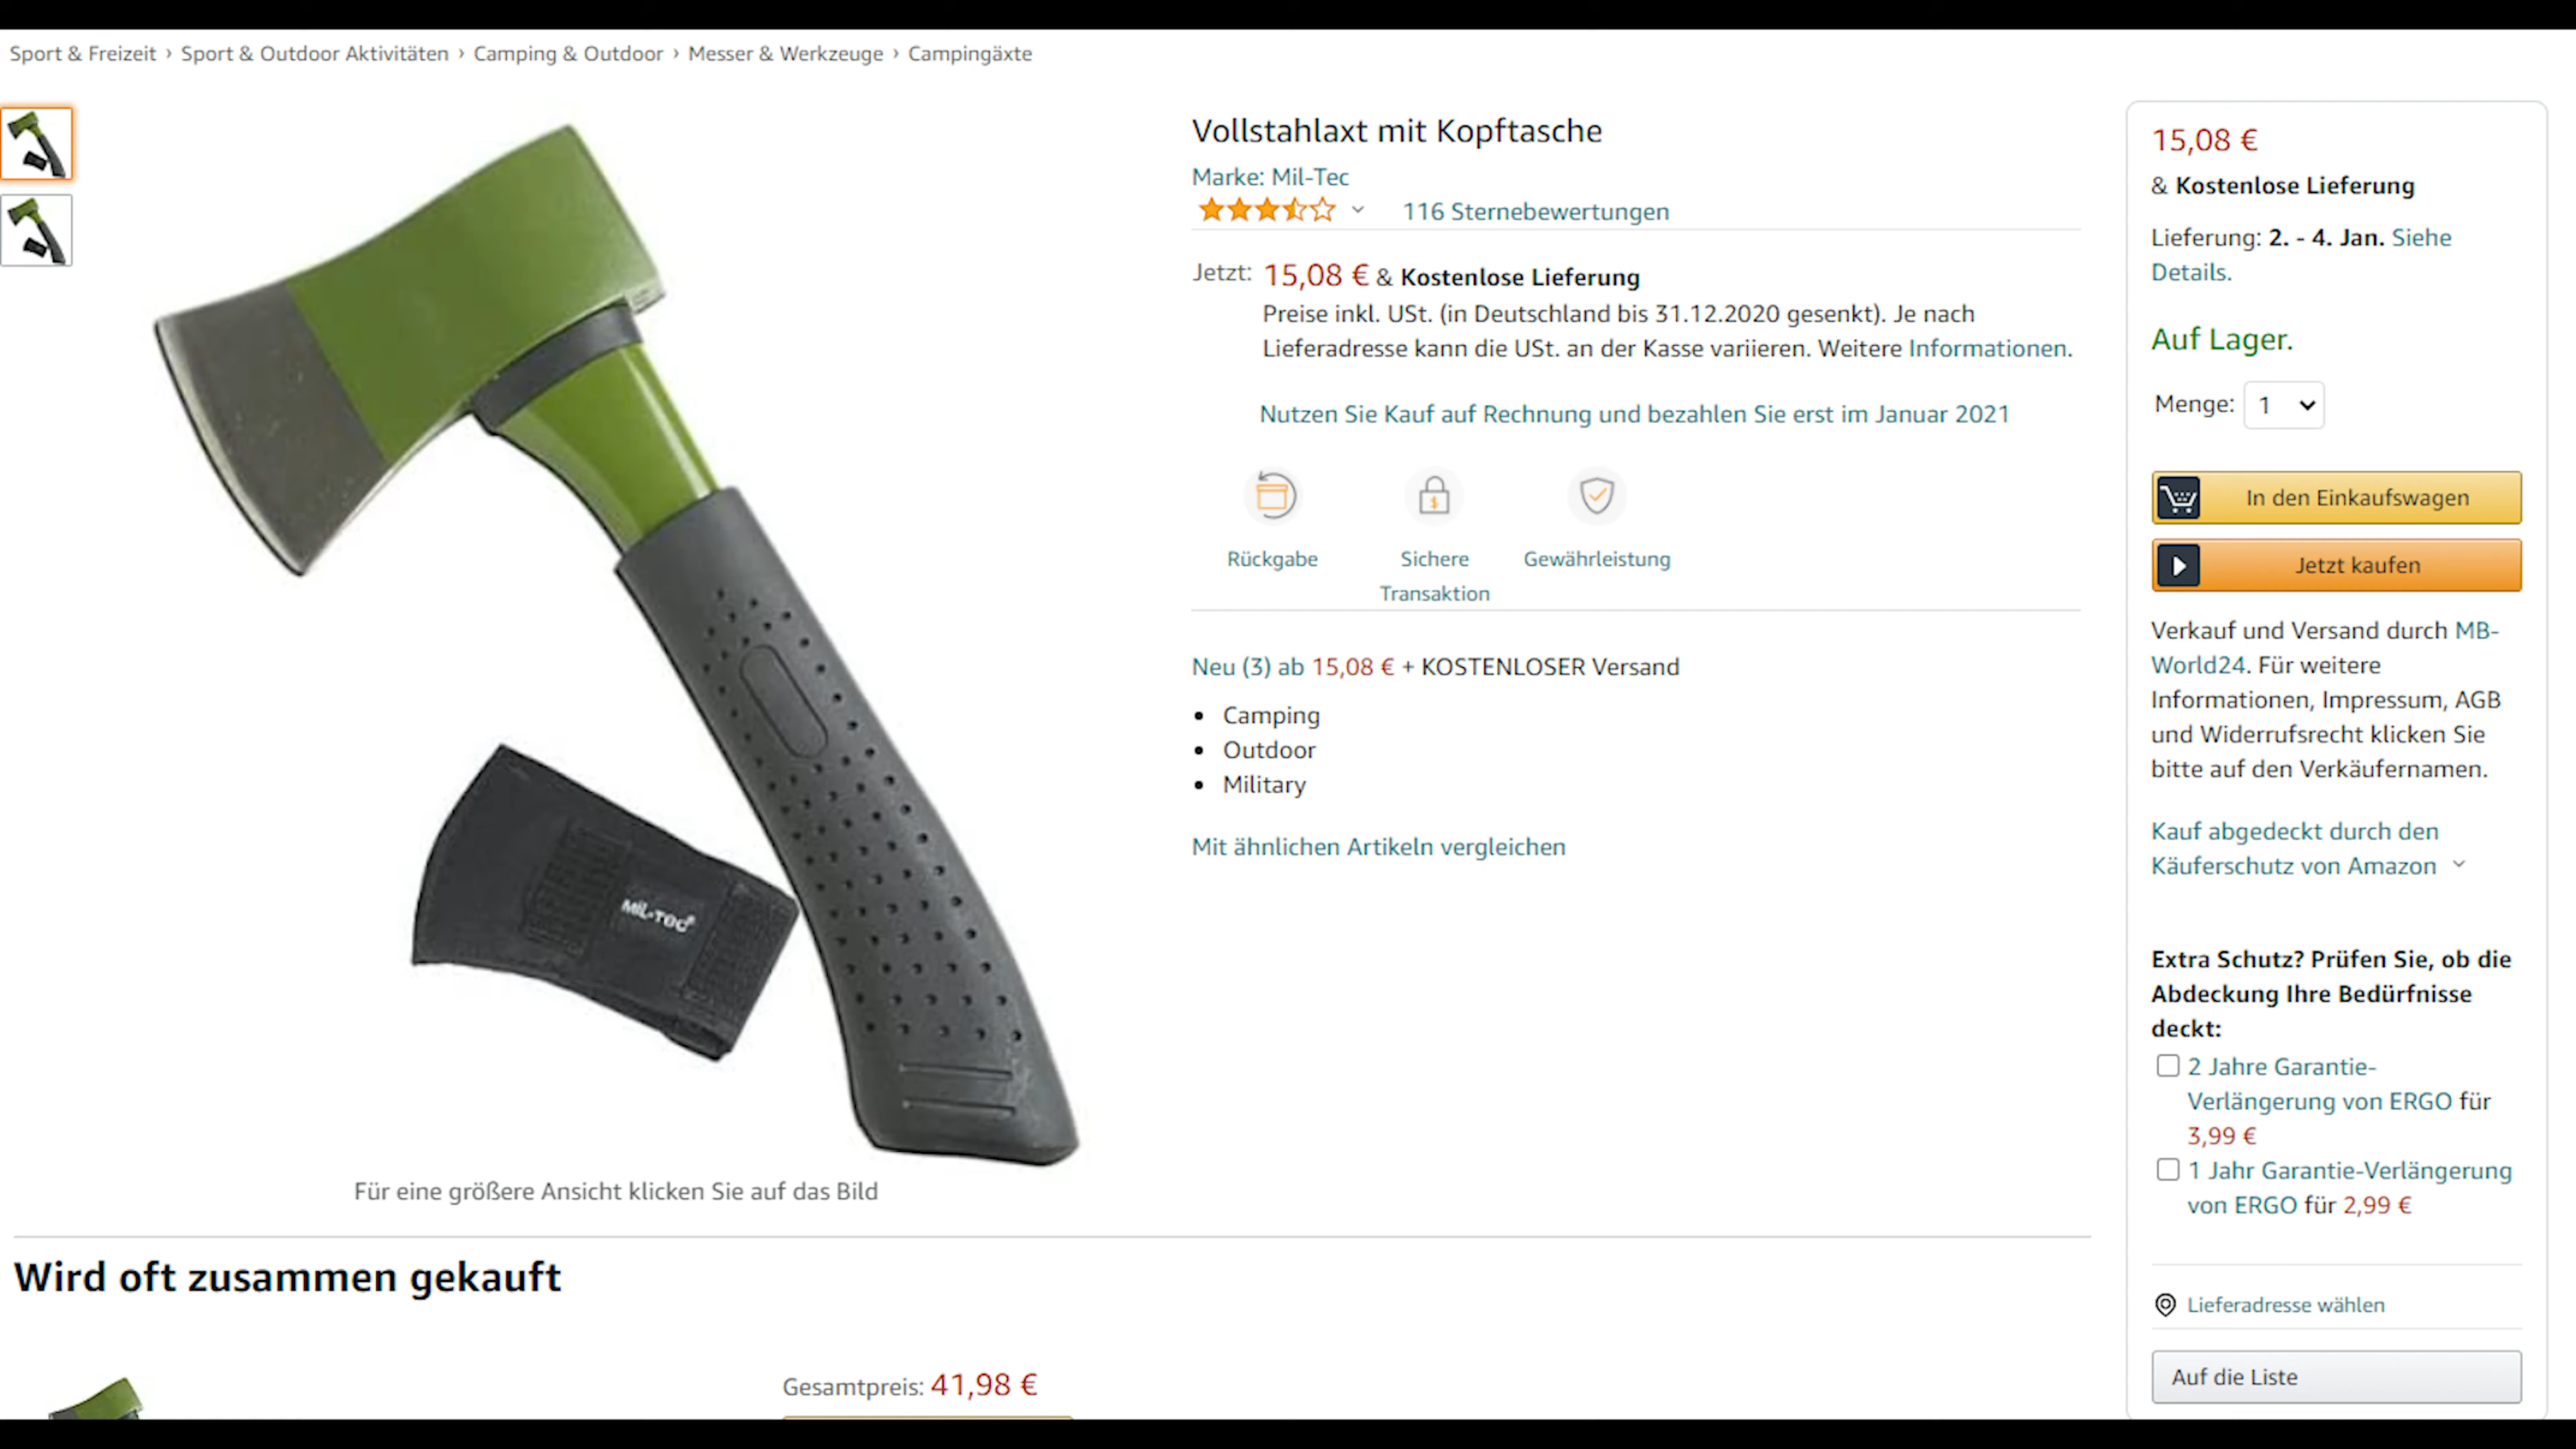 Sport & Freizeit › Sport & Outdoor Aktivitäten › Camping & Outdoor › Messer & Werkzeuge › Campingäxte
MIL-TEC®
Für eine größere Ansicht klicken Sie auf das Bild
Vollstahlaxt mit Kopftasche
Marke: Mil-Tec
116 Sternebewertungen
Jetzt: 15,08 € & Kostenlose Lieferung
Preise inkl. USt. (in Deutschland bis 31.12.2020 gesenkt). Je nach
Lieferadresse kann die USt. an der Kasse variieren. Weitere Informationen.
Nutzen Sie Kauf auf Rechnung und bezahlen Sie erst im Januar 2021
Rückgabe
Sichere
Transaktion
Gewährleistung
Neu (3) ab 15,08 € + KOSTENLOSER Versand
• Camping
• Outdoor
• Military
Mit ähnlichen Artikeln vergleichen
15,08 €
& Kostenlose Lieferung
Lieferung: 2. - 4. Jan. Siehe
Details.
Auf Lager.
Menge: 1
In den Einkaufswagen
Jetzt kaufen
Verkauf und Versand durch MB-
World24. Für weitere
Informationen, Impressum, AGB
und Widerrufsrecht klicken Sie
bitte auf den Verkäufernamen.
Kauf abgedeckt durch den
Käuferschutz von Amazon
Extra Schutz? Prüfen Sie, ob die
Abdeckung Ihre Bedürfnisse
deckt:
2 Jahre Garantie-
Verlängerung von ERGO für
3,99 €
1 Jahr Garantie-Verlängerung
von ERGO für 2,99 €
Lieferadresse wählen
Auf die Liste
Wird oft zusammen gekauft
Gesamtpreis: 41,98 €